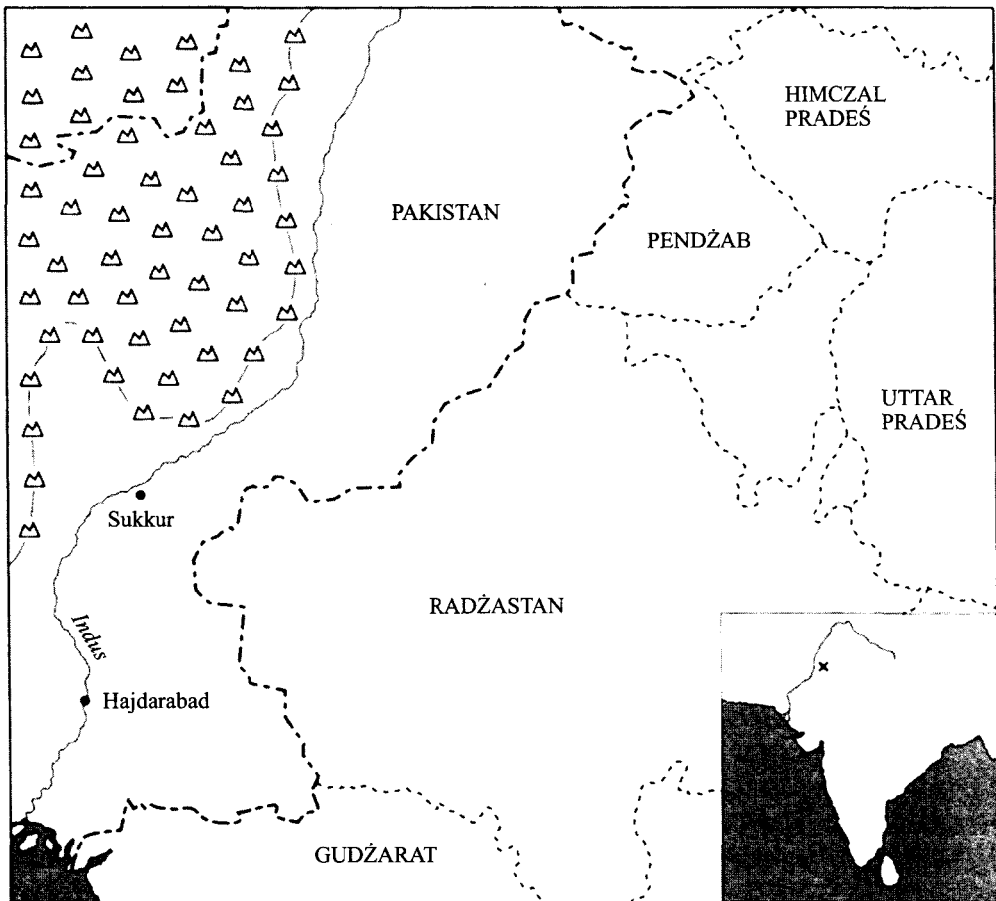 HIMCZAL
PRADEŚ
PAKISTAN
PENDŻAB
UTTAR
PRADEŚ
Sukkur
RADŻASTAN
Indus
Hajdarabad
GUDŻARAT